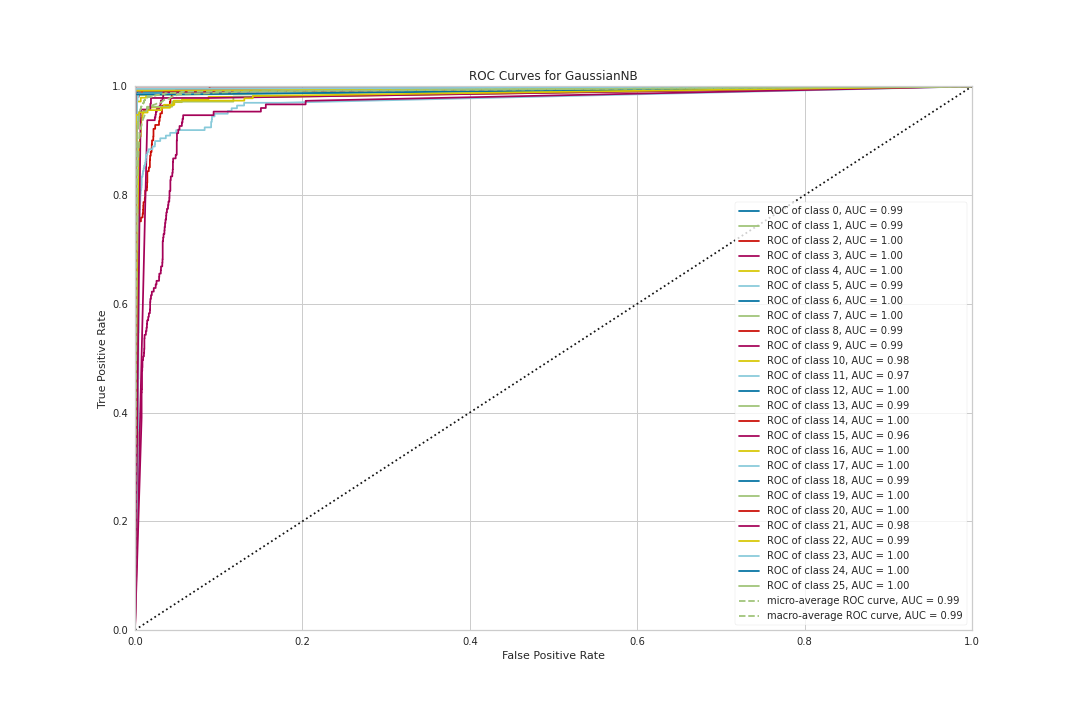 ROC Curves for GaussianNB
1.0
0.8
0.6
0.4
0.2
0.0
True Positive Rate
ROC of class 0, AUC = 0.99
ROC of class 1, AUC = 0.99
ROC of class 2, AUC = 1.00
ROC of class 3, AUC = 1.00
ROC of class 4, AUC = 1.00
ROC of class 5, AUC = 0.99
ROC of class 6, AUC = 1.00
ROC of class 7, AUC = 1.00
ROC of class 8, AUC = 0.99
ROC of class 9, AUC = 0.99
ROC of class 10, AUC = 0.98
ROC of class 11, AUC = 0.97
ROC of class 12, AUC = 1.00
ROC of class 13, AUC = 0.99
ROC of class 14, AUC = 1.00
ROC of class 15, AUC = 0.96
ROC of class 16, AUC = 1.00
ROC of class 17, AUC = 1.00
ROC of class 18, AUC = 0.99
ROC of class 19, AUC = 1.00
ROC of class 20, AUC = 1.00
ROC of class 21, AUC = 0.98
ROC of class 22, AUC = 0.99
ROC of class 23, AUC = 1.00
ROC of class 24, AUC = 1.00
ROC of class 25, AUC = 1.00
micro-average ROC curve, AUC = 0.99
macro-average ROC curve, AUC = 0.99
0.0 0.2 0.4 0.6 0.8 1.0
False Positive Rate